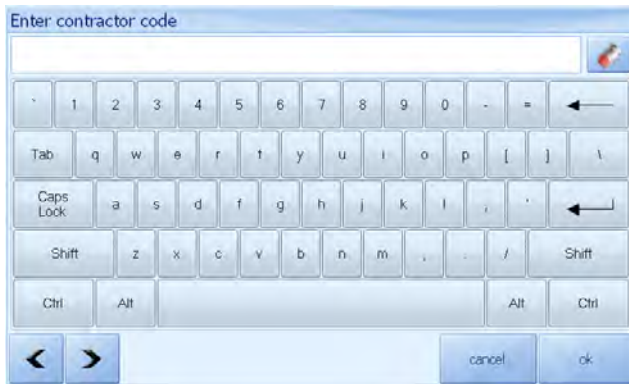 Enter contractor code
` 1 2 3 4 5 6 7 8 9 0 - =
Tab q w e r t y u i o p [ ] \
Caps Lock a s d f g h j k l ; '
Shift z x c v b n m , . / Shift
Ctrl Alt Alt Ctrl
cancel ok